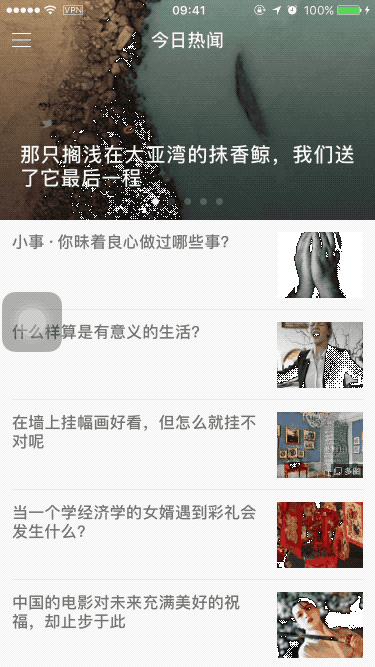 VPN 09:41 100%
今日热闻
那只搁浅在大亚湾的抹香鲸，我们送
了它最后一程
小事 · 你昧着良心做过哪些事？
什么样算是有意义的生活？
在墙上挂幅画好看，但怎么就挂不
对呢
多图
当一个学经济学的女婿遇到彩礼会
发生什么？
中国的电影对未来充满美好的祝
福，却止步于此